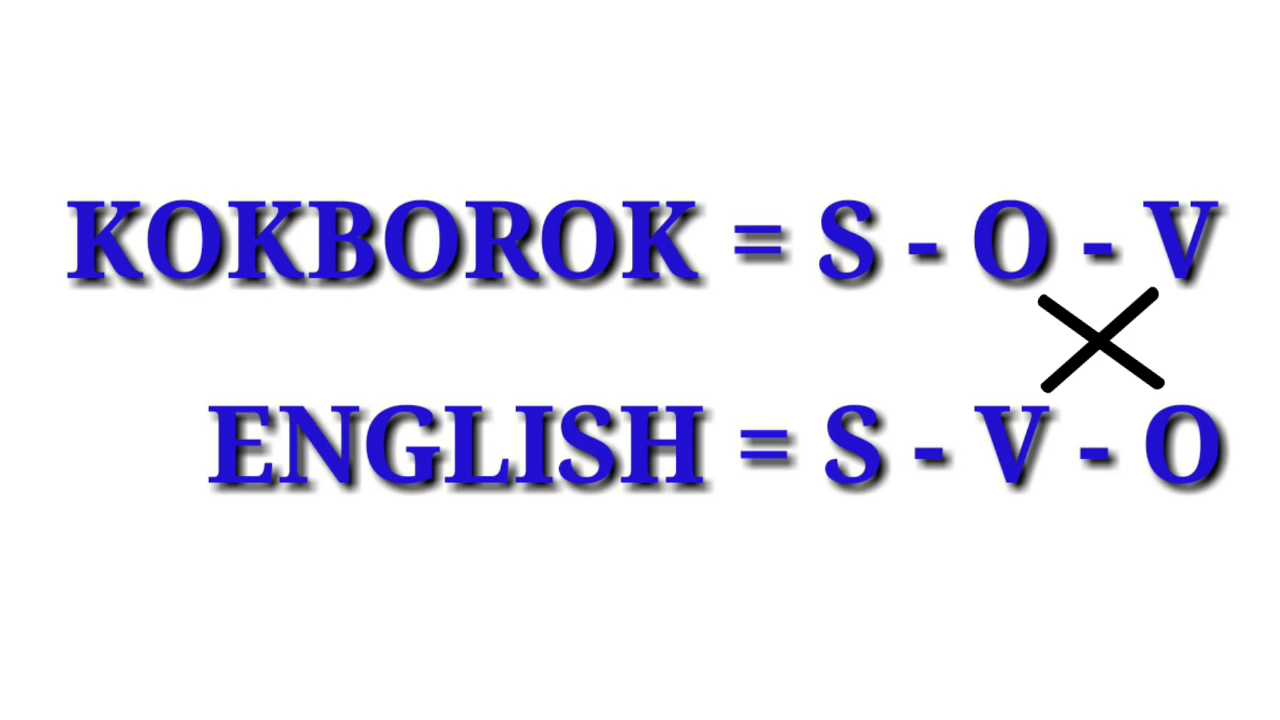 KOKBOROK = S - O - V
ENGLISH = S - V - O